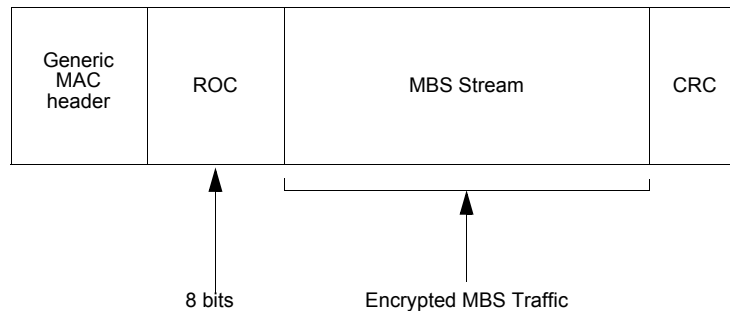 Generic
MAC
header
ROC
MBS Stream
CRC
8 bits
Encrypted MBS Traffic